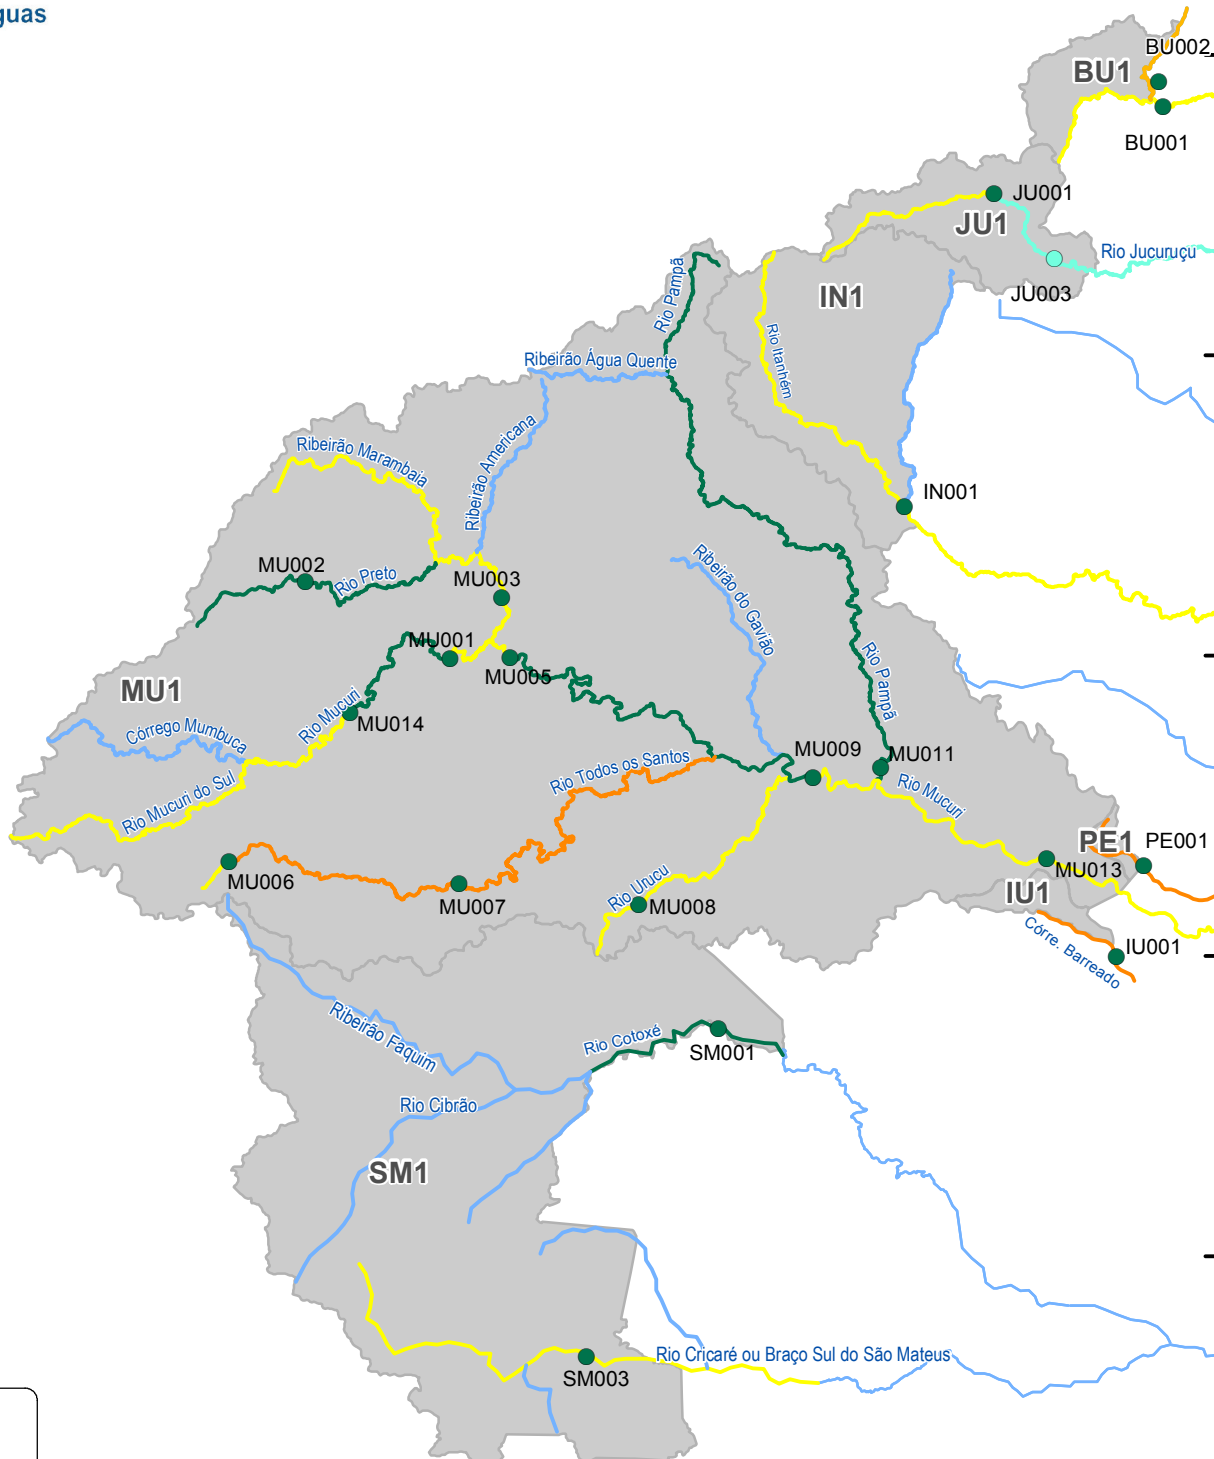 guas
BU002
BU1
BU001
JU001
JU1
Rio Jucuruçu
JU003
Rio Pampã
IN1
Rio Itanhém
Ribeirão Água Quente
Ribeirão Americana
Ribeirão Marambaia
IN001
MU002
Rio Preto
MU003
Ribeirão do Gavião
MU001
MU005
Rio Pampã
MU1
Rio Mucuri
MU014
Córrego Mumbuca
Rio Mucuri do Sul
Rio Todos os Santos
MU009
MU011
Rio Mucuri
PE1
PE001
MU013
MU006
MU007
Rio Urucu
MU008
IU1
Córre. Barreado
IU001
Ribeirão Faquim
Rio Cotoxé
SM001
Rio Cibrão
SM1
Rio Cricaré ou Braço Sul do São Mateus
SM003